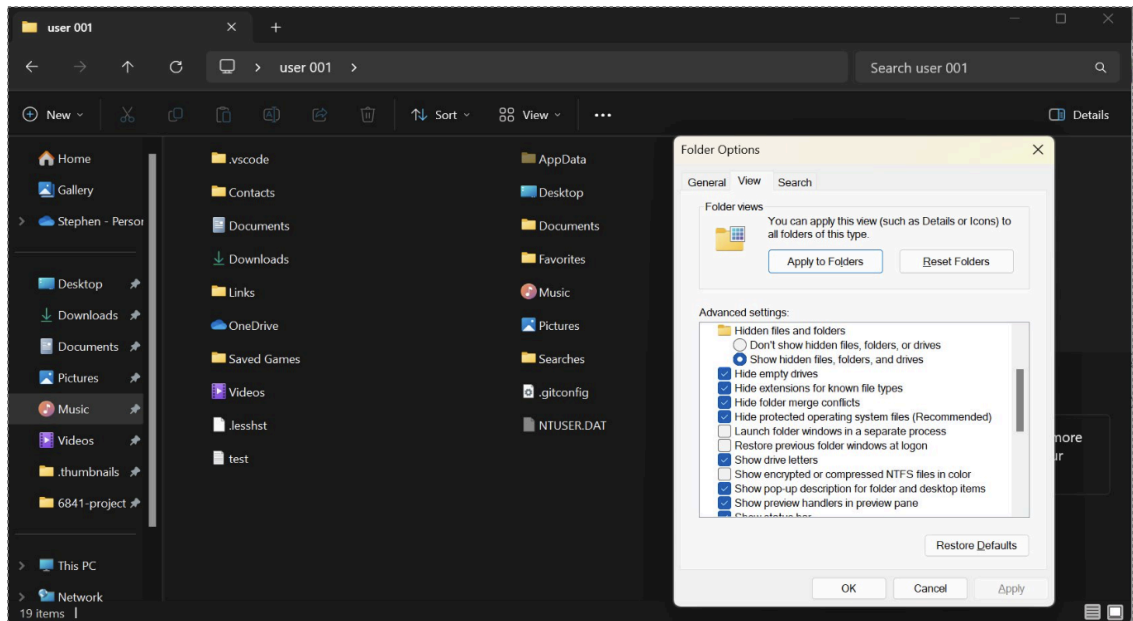 user 001
user 001
Search user 001
New
Sort
View
Details
Home
Gallery
Stephen - Persor
Desktop
Downloads
Documents
Pictures
Music
Videos
.thumbnails
6841-project
This PC
Network
.vscode
AppData
Contacts
Desktop
Documents
Documents
Downloads
Favorites
Links
Music
OneDrive
Pictures
Saved Games
Searches
Videos
.gitconfig
.lesshst
NTUSER.DAT
test
Folder Options
General View Search
Folder views
You can apply this view (such as Details or Icons) to
all folders of this type.
Apply to Folders Reset Folders
Advanced settings:
Hidden files and folders
Don't show hidden files, folders, or drives
Show hidden files, folders, and drives
Hide empty drives
Hide extensions for known file types
Hide folder merge conflicts
Hide protected operating system files (Recommended)
Launch folder windows in a separate process
Restore previous folder windows at logon
Show drive letters
Show encrypted or compressed NTFS files in color
Show pop-up description for folder and desktop items
Show preview handlers in preview pane
Show status bar
Restore Defaults
OK Cancel Apply
more
19 items